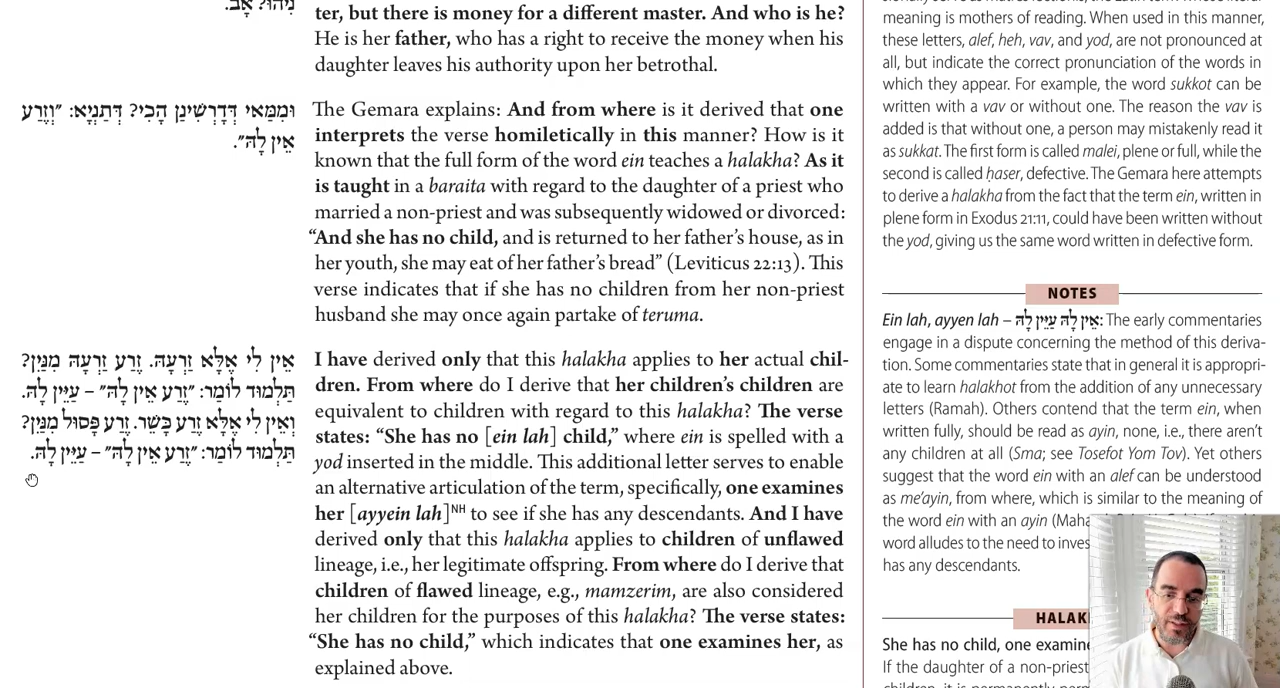 נִיהוּ? אָב.
ter, but there is money for a different master. And who is he?
He is her father, who has a right to receive the money when his
daughter leaves his authority upon her betrothal.
וּמִמַּאי דְּדָרְשִׁינַן הָכִי? דְּתַנְיָא: ״וְזֶרַע
אֵין לָהּ״.
The Gemara explains: And from where is it derived that one
interprets the verse homiletically in this manner? How is it
known that the full form of the word ein teaches a halakha? As it
is taught in a baraita with regard to the daughter of a priest who
married a non-priest and was subsequently widowed or divorced:
“And she has no child, and is returned to her father’s house, as in
her youth, she may eat of her father’s bread” (Leviticus 22:13). This
verse indicates that if she has no children from her non-priest
husband she may once again partake of teruma.
אֵין לִי אֶלָּא זַרְעָהּ. זֶרַע זַרְעָהּ מִנַּיִן?
תַּלְמוּד לוֹמַר: ״זֶרַע אֵין לָהּ״ – עַיֵּין לָהּ.
וְאֵין לִי אֶלָּא זֶרַע כָּשֵׁר. זֶרַע פָּסוּל מִנַּיִן?
תַּלְמוּד לוֹמַר: ״זֶרַע אֵין לָהּ״ – עַיֵּין לָהּ.
I have derived only that this halakha applies to her actual chil-
dren. From where do I derive that her children’s children are
equivalent to children with regard to this halakha? The verse
states: “She has no [ein lah] child,” where ein is spelled with a
yod inserted in the middle. This additional letter serves to enable
an alternative articulation of the term, specifically, one examines
her [ayyein lah]NH to see if she has any descendants. And I have
derived only that this halakha applies to children of unflawed
lineage, i.e., her legitimate offspring. From where do I derive that
children of flawed lineage, e.g., mamzerim, are also considered
her children for the purposes of this halakha? The verse states:
“She has no child,” which indicates that one examines her, as
explained above.
meaning is mothers of reading. When used in this manner,
these letters, alef, heh, vav, and yod, are not pronounced at
all, but indicate the correct pronunciation of the words in
which they appear. For example, the word sukkot can be
written with a vav or without one. The reason the vav is
added is that without one, a person may mistakenly read it
as sukkat. The first form is called malei, plene or full, while the
second is called ḥaser, defective. The Gemara here attempts
to derive a halakha from the fact that the term ein, written in
plene form in Exodus 21:11, could have been written without
the yod, giving us the same word written in defective form.
NOTES
Ein lah, ayyen lah – אֵין לָהּ עַיֵּין לָהּ: The early commentaries
engage in a dispute concerning the method of this deriva-
tion. Some commentaries state that in general it is appropri-
ate to learn halakhot from the addition of any unnecessary
letters (Ramah). Others contend that the term ein, when
written fully, should be read as ayin, none, i.e., there aren’t
any children at all (Sma; see Tosefot Yom Tov). Yet others
suggest that the word ein with an alef can be understood
as me’ayin, from where, which is similar to the meaning of
the word ein with an ayin
word alludes to the need to
has any descendants.
She has no child, one
If the daughter of a non-priest